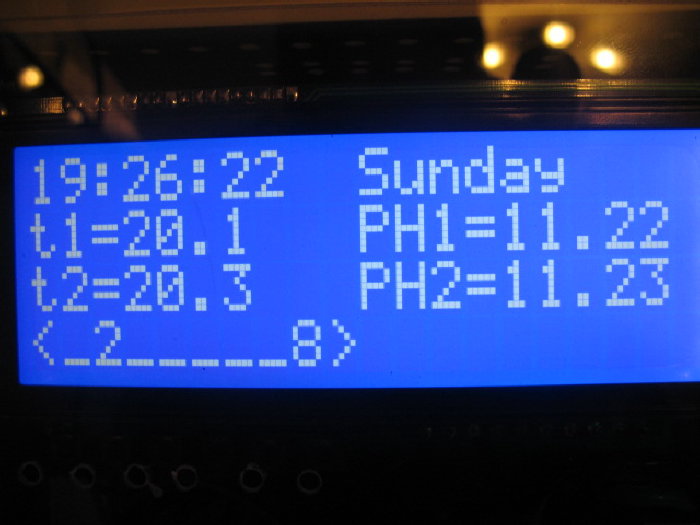 19:26:22 Sunday
t1=20.1 PH1=11.22
t2=20.3 PH2=11.23
<_2_____8>